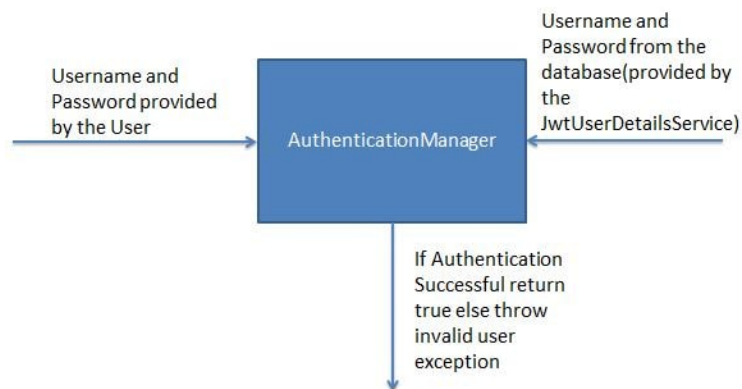 Username and
Password provided
by the User
AuthenticationManager
Username and
Password from the
database(provided by
the
JwtUserDetailsService)
If Authentication
Successful return
true else throw
invalid user
exception